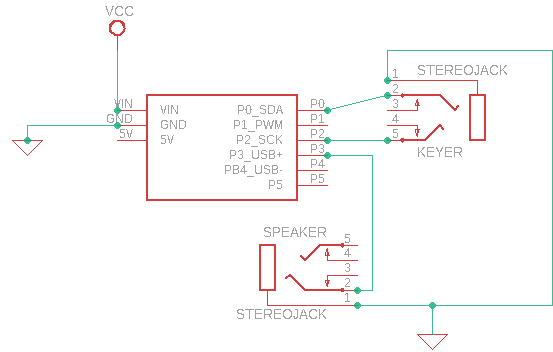 VCC
VIN
GND
5V
VIN
GND
5V
P0_SDA
P1_PWM
P2_SCK
P3_USB+
PB4_USB-
P5
P0
P1
P2
P3
P4
P5
1
STEREOJACK
2
3
4
5
KEYER
SPEAKER
5
4
3
2
1
STEREOJACK